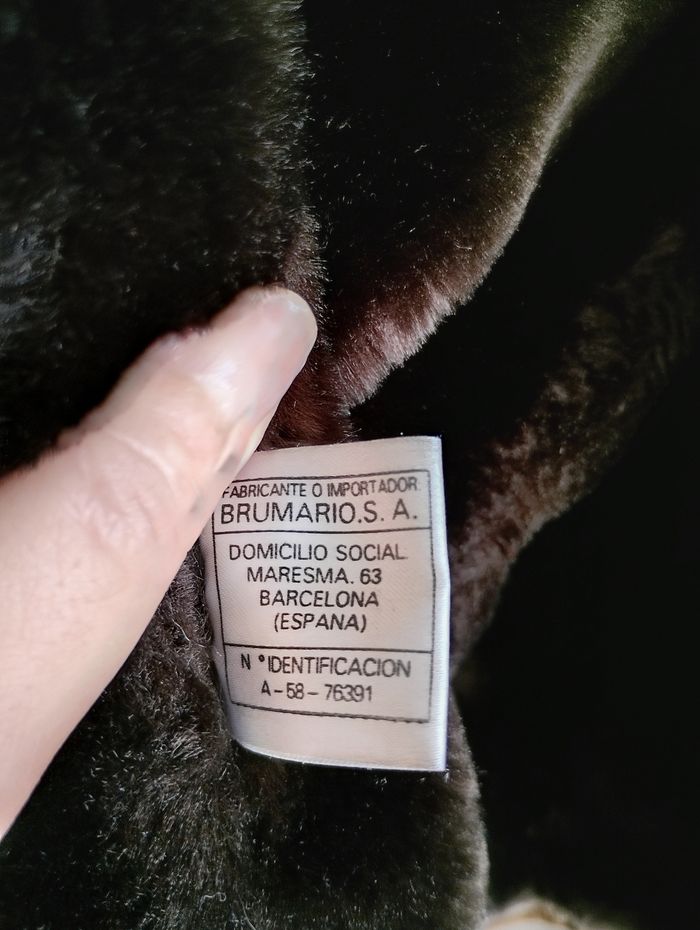 FABRICANTE O IMPORTADOR
BRUMARIO.S. A.
DOMICILIO SOCIAL
MARESMA. 63
BARCELONA
(ESPANA)
N º IDENTIFICACION
A-58-76391